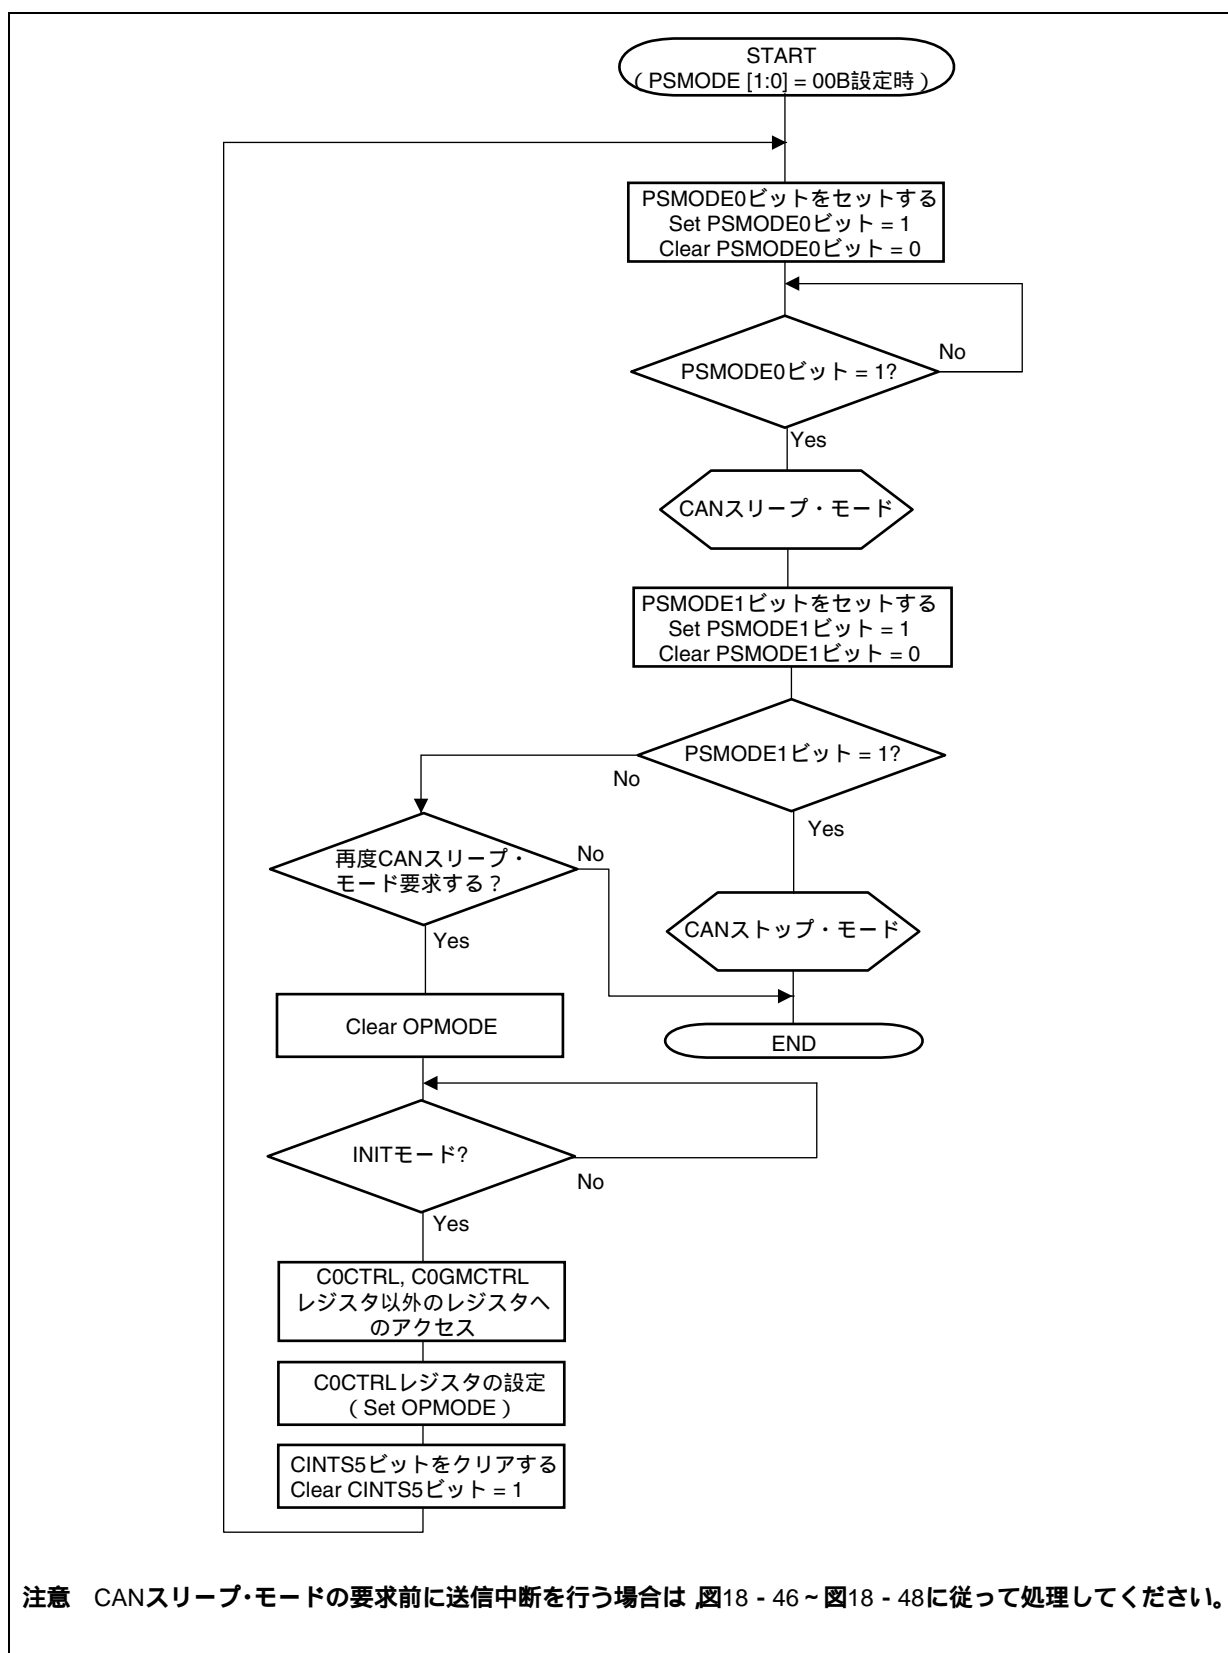 START
( PSMODE [1:0] = 00B設定時 )
PSMODE0ビットをセットする
Set PSMODE0ビット = 1
Clear PSMODE0ビット = 0
PSMODE0ビット = 1?
No
Yes
CANスリープ・モード
PSMODE1ビットをセットする
Set PSMODE1ビット = 1
Clear PSMODE1ビット = 0
PSMODE1ビット = 1?
No
Yes
再度CANスリープ・
モード要求する？
No
Yes
CANストップ・モード
Clear OPMODE
END
INITモード?
No
Yes
C0CTRL, C0GMCTRL
レジスタ以外のレジスタへ
のアクセス
C0CTRLレジスタの設定
( Set OPMODE )
CINTS5ビットをクリアする
Clear CINTS5ビット = 1
注意 CANスリープ・モードの要求前に送信中断を行う場合は，図18 - 46 ~ 図18 - 48に従って処理してください。